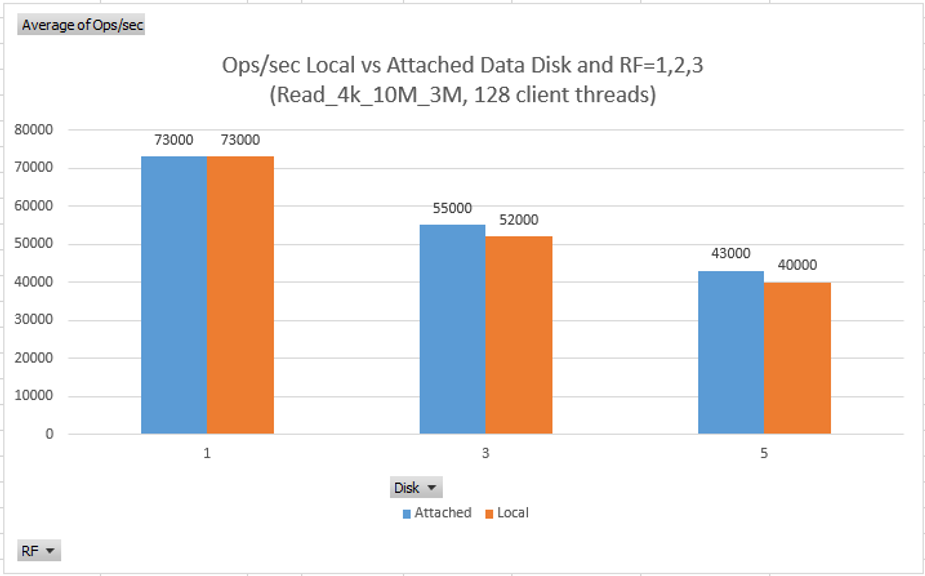 Average of Ops/sec
Ops/sec Local vs Attached Data Disk and RF=1,2,3
(Read_4k_10M_3M, 128 client threads)
80000
70000
60000
50000
40000
30000
20000
10000
0
73000 73000
55000 52000
43000 40000
1 3 5
Disk
Attached Local
RF